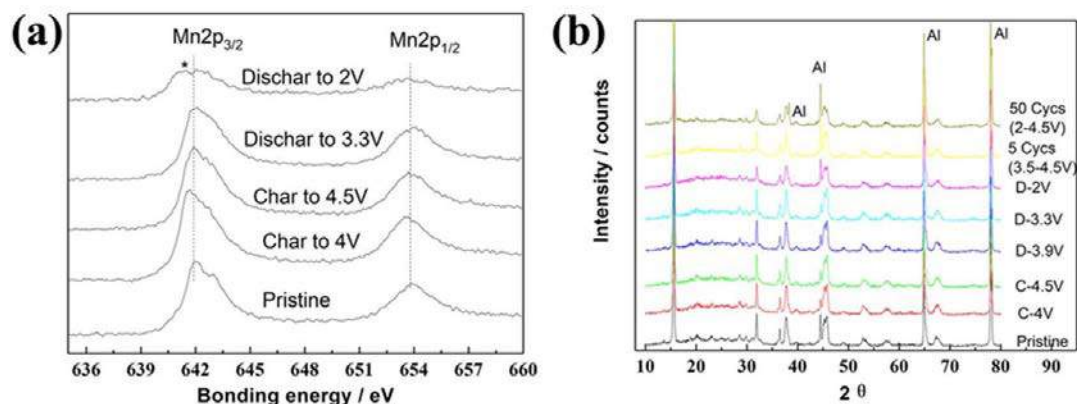 (a)
Mn2p3/2
Mn2p1/2
*
Dischar to 2V
Dischar to 3.3V
Char to 4.5V
Char to 4V
Pristine
636 639 642 645 648 651 654 657 660
Bonding energy / eV
(b)
Intensity / counts
Al
Al
Al
Al
50 Cycs
(2-4.5V)
5 Cycs
(3.5-4.5V)
D-2V
D-3.3V
D-3.9V
C-4.5V
C-4V
Pristine
10 20 30 40 50 60 70 80 90
2 θ